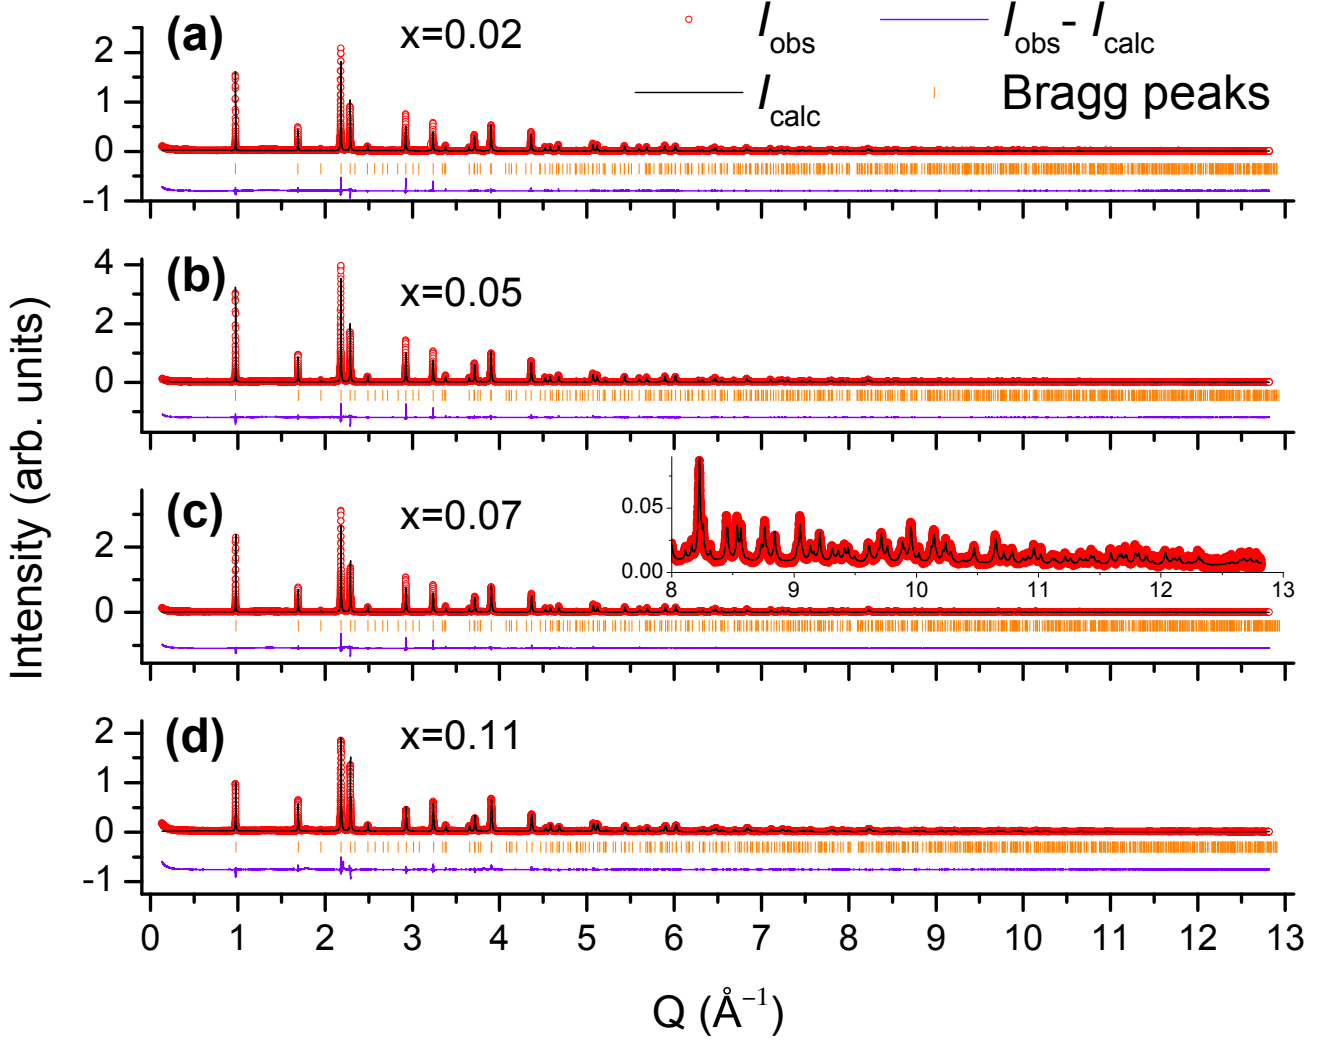 (a) x=0.02 I_obs I_obs - I_calc
I_calc Bragg peaks
2
1
0
-1
(b) x=0.05
4
2
0
(c) x=0.07
2
0
0.05
0.00
8 9 10 11 12 13
(d) x=0.11
2
1
0
-1
0 1 2 3 4 5 6 7 8 9 10 11 12 13
Intensity (arb. units)
Q (Å⁻¹)